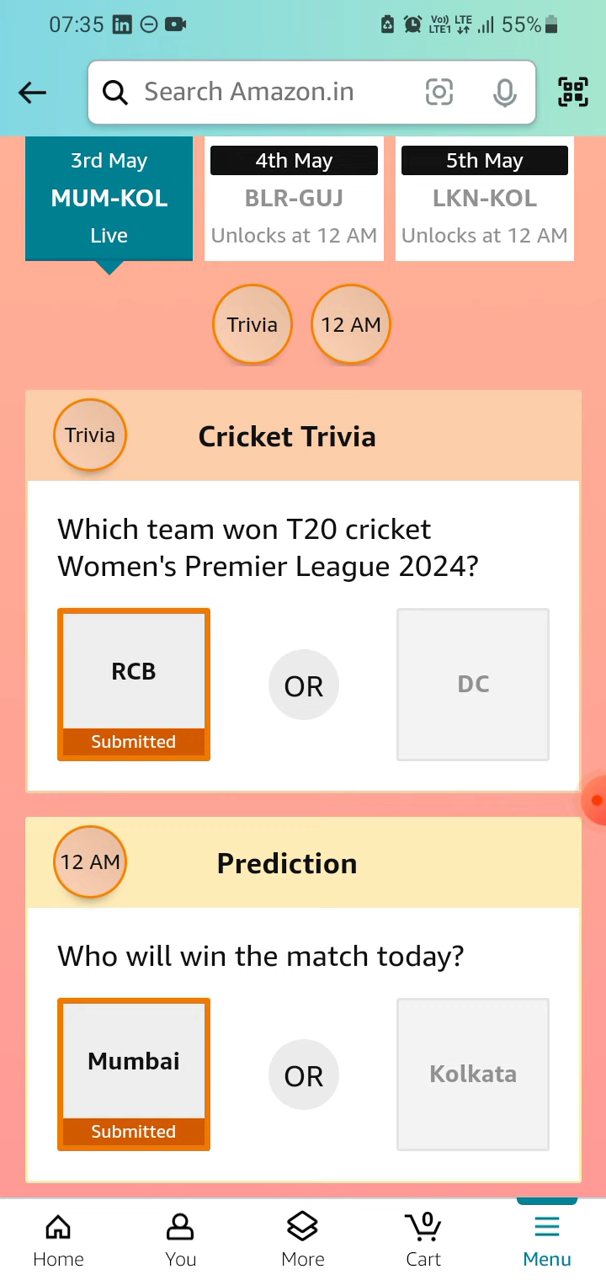 07:35
Vo)) LTE
LTE1
55%
Search Amazon.in
3rd May
MUM-KOL
Live
4th May
BLR-GUJ
Unlocks at 12 AM
5th May
LKN-KOL
Unlocks at 12 AM
Trivia
12 AM
Trivia
Cricket Trivia
Which team won T20 cricket
Women's Premier League 2024?
RCB
Submitted
OR
DC
12 AM
Prediction
Who will win the match today?
Mumbai
Submitted
OR
Kolkata
Home
You
More
0
Cart
Menu